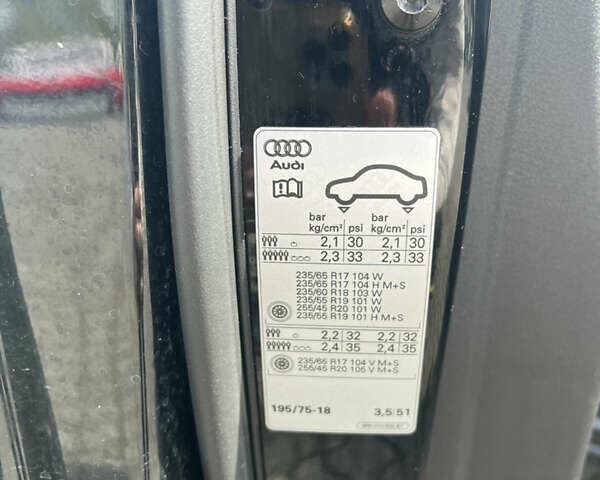 Audi
bar kg/cm² psi bar kg/cm² psi
2,1 30 2,1 30
2,3 33 2,3 33
235/65 R17 104 W
235/65 R17 104 H M+S
235/60 R18 103 W
235/55 R19 101 W
255/45 R20 101 W
235/55 R19 101 H M+S
2,2 32 2,2 32
2,4 35 2,4 35
235/65 R17 104 V M+S
255/45 R20 105 V M+S
195/75-18 3,5/51